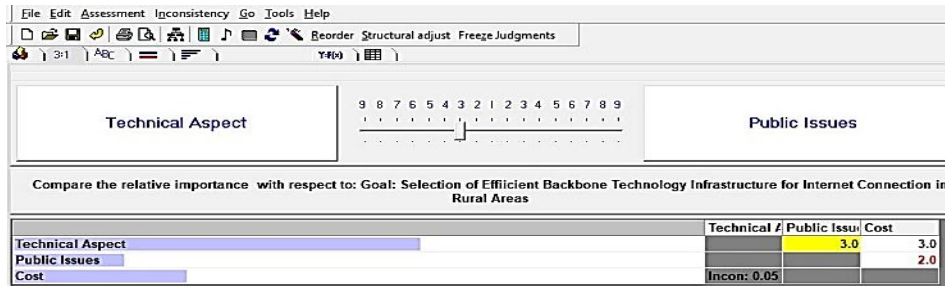 File Edit Assessment Inconsistency Go Tools Help
Reorder Structural adjust Freeze Judgments
3:1 ABC Y=F(x)
9 8 7 6 5 4 3 2 1 2 3 4 5 6 7 8 9
Technical Aspect Public Issues
Compare the relative importance with respect to: Goal: Selection of Effiicient Backbone Technology Infrastructure for Internet Connection in
Rural Areas
Technical A Public Issu Cost
Technical Aspect 3.0 3.0
Public Issues 2.0
Cost Incon: 0.05